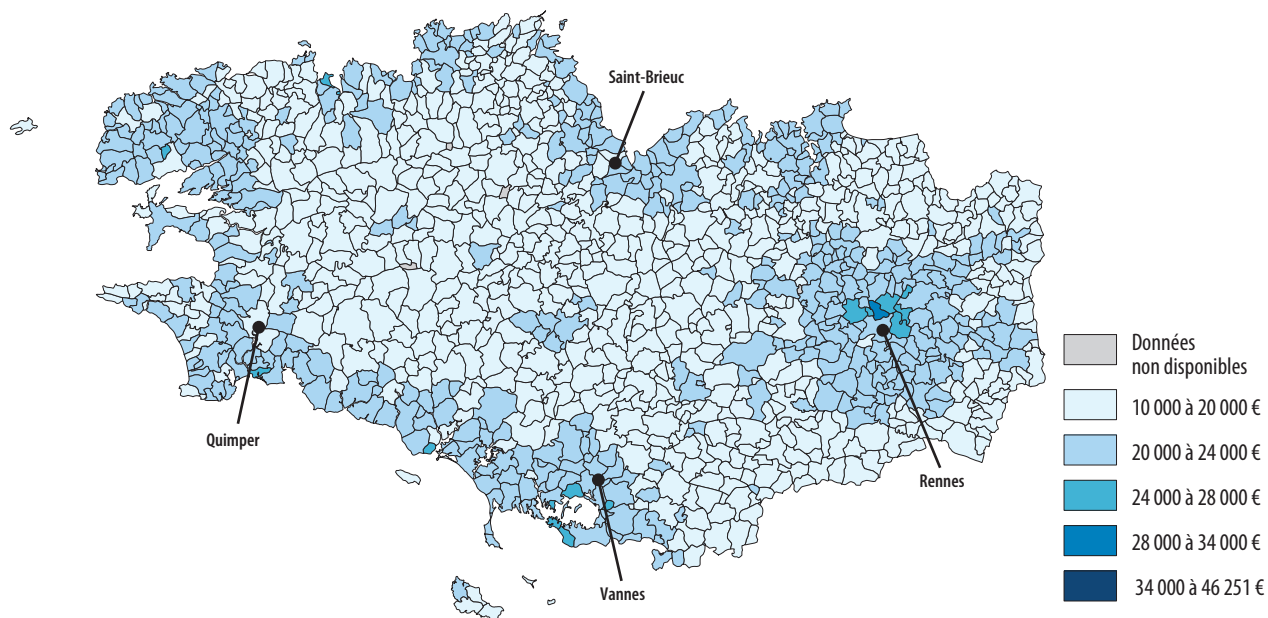 Saint-Brieuc
Quimper
Vannes
Rennes
Données
non disponibles
10 000 à 20 000 €
20 000 à 24 000 €
24 000 à 28 000 €
28 000 à 34 000 €
34 000 à 46 251 €